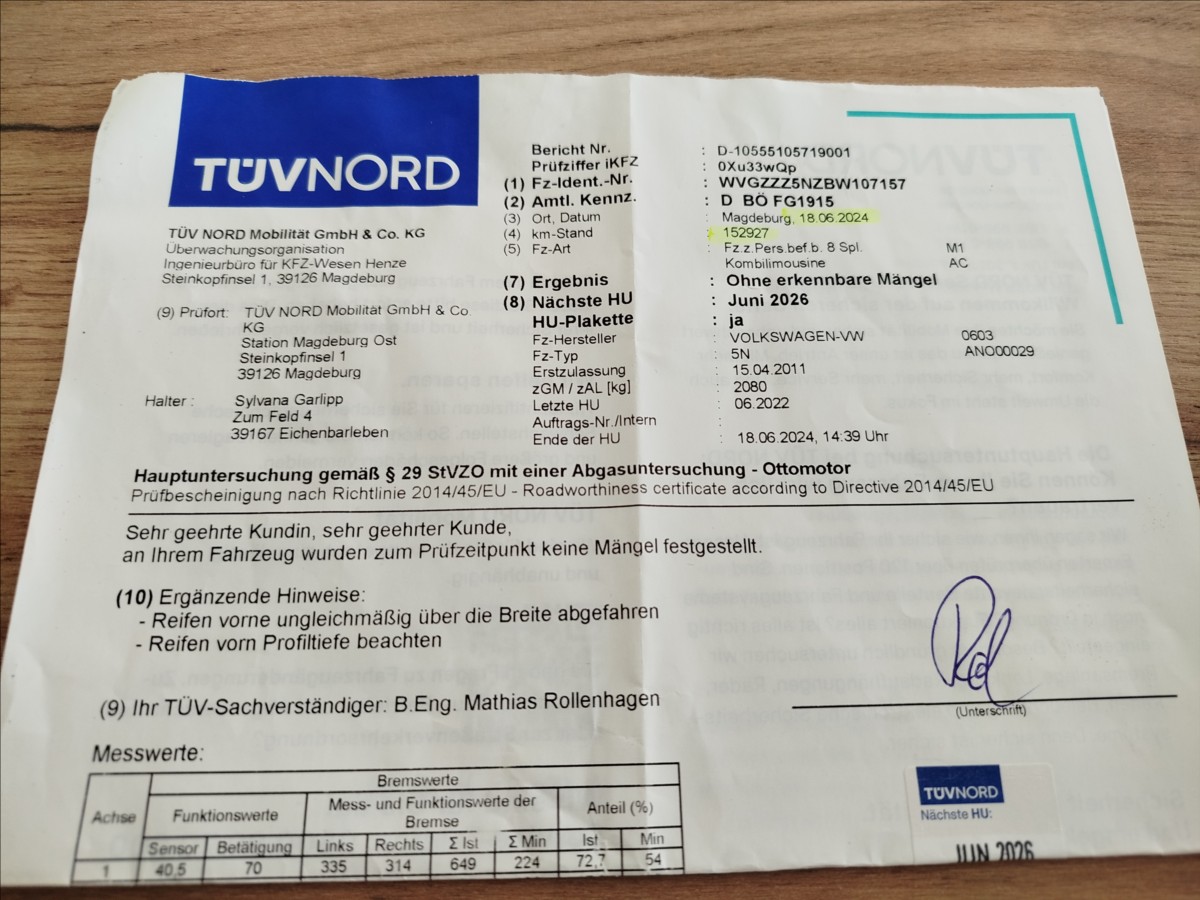 TÜVNORD
TÜV NORD Mobilität GmbH & Co. KG
Überwachungsorganisation
Ingenieurbüro für KFZ-Wesen Henze
Steinkopfinsel 1, 39126 Magdeburg
(9) Prüfort: TÜV NORD Mobilität GmbH & Co.
KG
Station Magdeburg Ost
Steinkopfinsel 1
39126 Magdeburg
Halter : Sylvana Garlipp
Zum Feld 4
39167 Eichenbarleben
Bericht Nr. : D-10555105719001
Prüfziffer iKFZ : 0Xu33wQp
(1) Fz-Ident.-Nr. : WVGZZZ5NZBW107157
(2) Amtl. Kennz. : D BÖ FG1915
(3) Ort, Datum : Magdeburg, 18.06.2024
(4) km-Stand : 152927
(5) Fz-Art : Fz.z.Pers.bef.b. 8 Spl. M1
Kombilimousine AC
(7) Ergebnis : Ohne erkennbare Mängel
(8) Nächste HU : Juni 2026
HU-Plakette : ja
Fz-Hersteller : VOLKSWAGEN-VW 0603
Fz-Typ : 5N ANO00029
Erstzulassung : 15.04.2011
zGM / zAL [kg] : 2080
Letzte HU : 06.2022
Auftrags-Nr./Intern :
Ende der HU : 18.06.2024, 14:39 Uhr
Hauptuntersuchung gemäß § 29 StVZO mit einer Abgasuntersuchung - Ottomotor
Prüfbescheinigung nach Richtlinie 2014/45/EU - Roadworthiness certificate according to Directive 2014/45/EU
Sehr geehrte Kundin, sehr geehrter Kunde,
an Ihrem Fahrzeug wurden zum Prüfzeitpunkt keine Mängel festgestellt.
(10) Ergänzende Hinweise:
- Reifen vorne ungleichmäßig über die Breite abgefahren
- Reifen vorn Profiltiefe beachten
(9) Ihr TÜV-Sachverständiger: B.Eng. Mathias Rollenhagen
(Unterschrift)
Messwerte:
Bremswerte
Achse Funktionswerte Mess- und Funktionswerte der Bremse Anteil (%)
Sensor Betätigung Links Rechts Σ Ist Σ Min Ist Min
1 40,5 70 335 314 649 224 72,7 54
TÜVNORD
Nächste HU:
JUN 2026